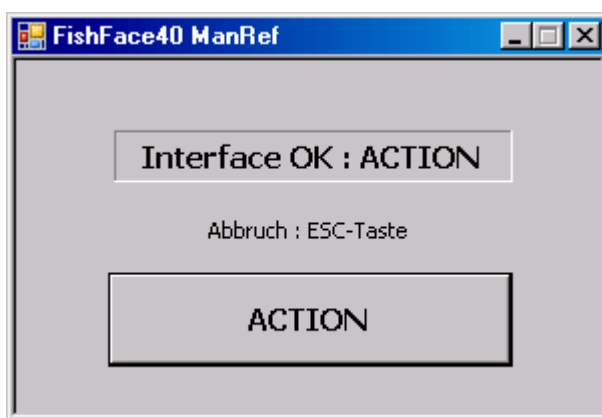 FishFace40 ManRef
Interface OK : ACTION
Abbruch : ESC-Taste
ACTION